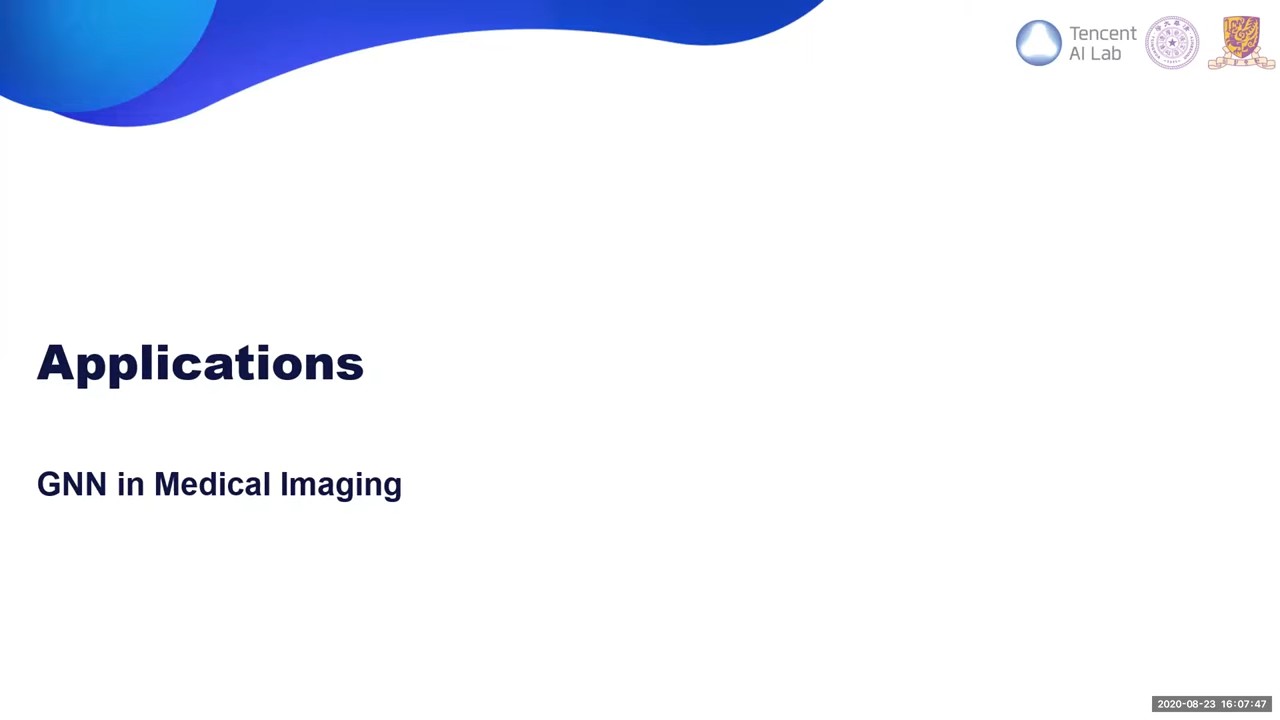 Tencent
AI Lab
Applications
GNN in Medical Imaging
2020-08-23 16:07:47